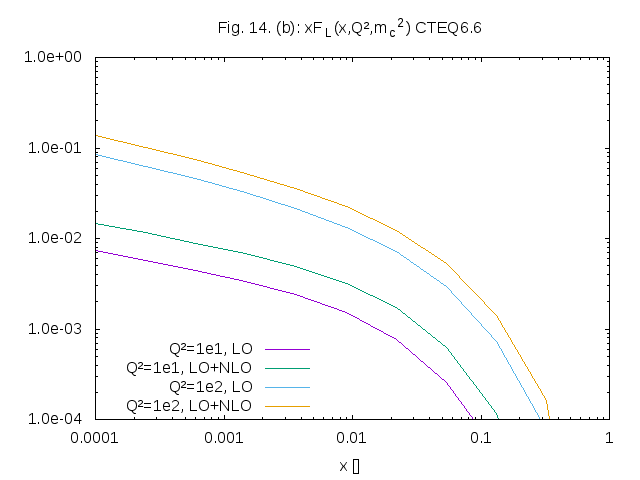 Fig. 14. (b): xF_L(x,Q²,m_c²) CTEQ6.6
1.0e+00
1.0e-01
1.0e-02
1.0e-03
1.0e-04
Q²=1e1, LO
Q²=1e1, LO+NLO
Q²=1e2, LO
Q²=1e2, LO+NLO
0.0001 0.001 0.01 0.1 1
x []